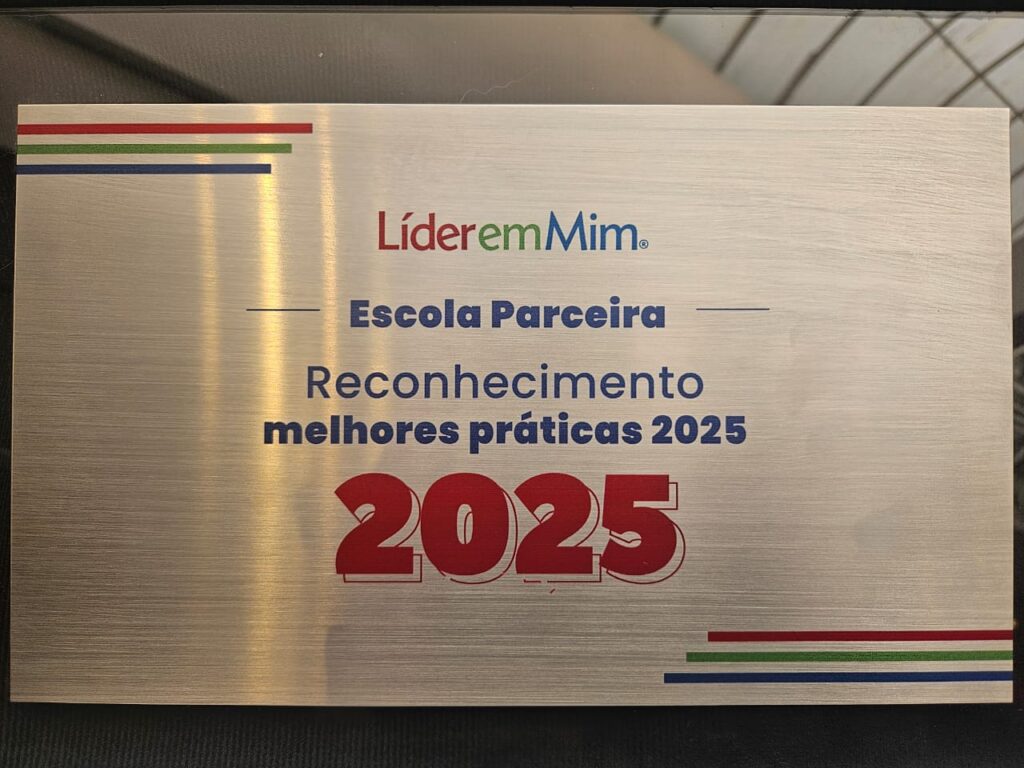 LíderemMim®
Escola Parceira
Reconhecimento
melhores práticas 2025
2025